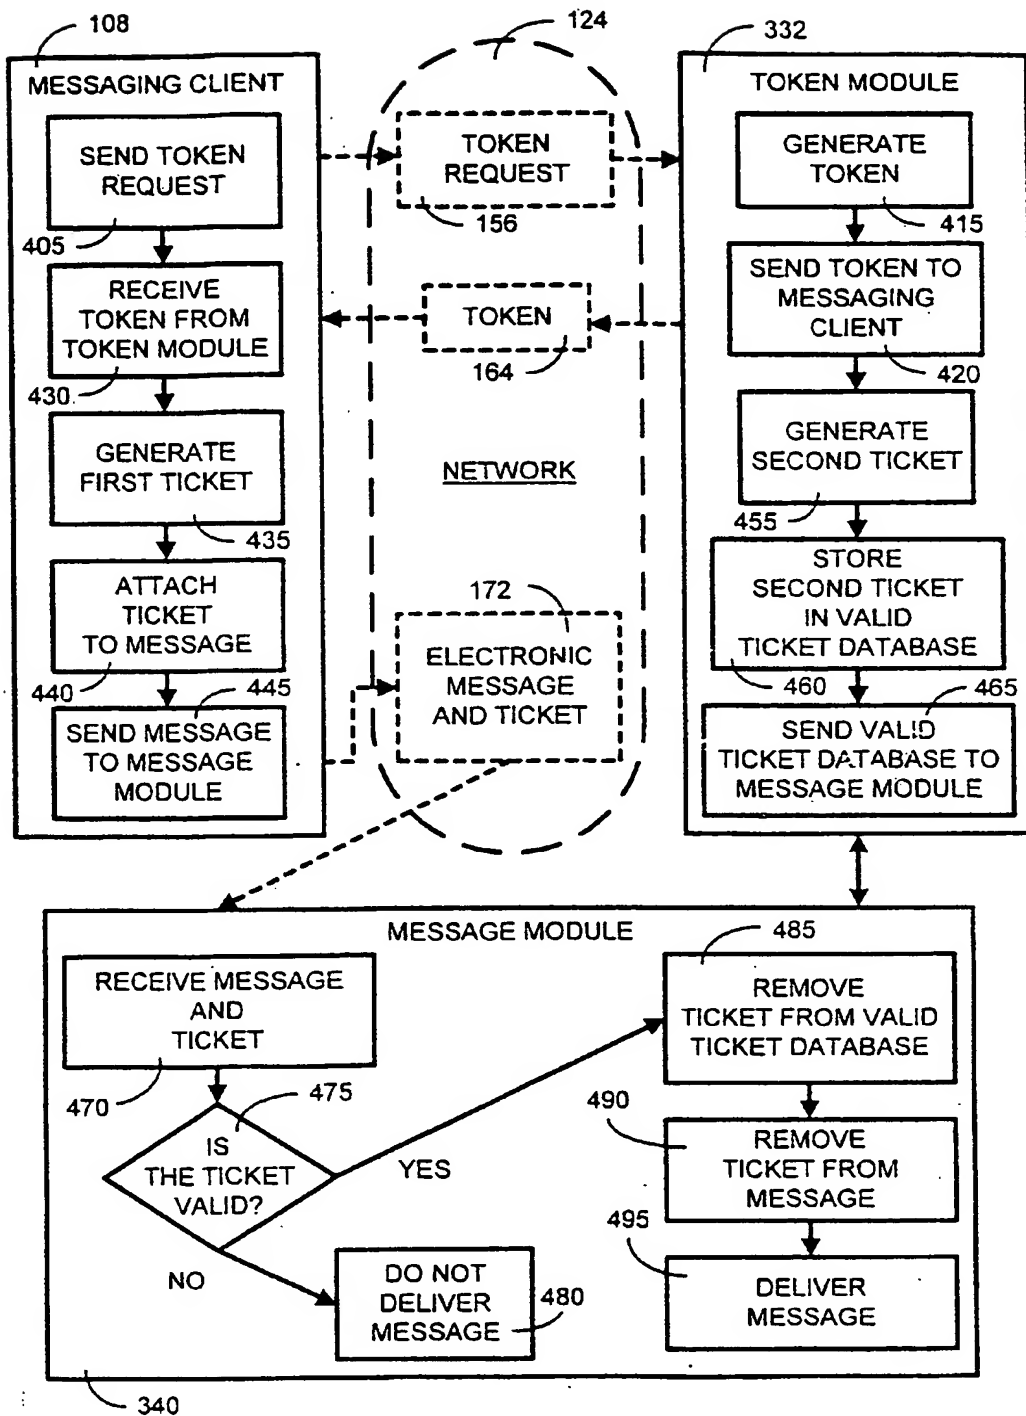 108
MESSAGING CLIENT
SEND TOKEN
REQUEST
405
RECEIVE
TOKEN FROM
TOKEN MODULE
430
GENERATE
FIRST TICKET
435
ATTACH
TICKET
TO MESSAGE
440
445
SEND MESSAGE
TO MESSAGE
MODULE
124
TOKEN
REQUEST
156
TOKEN
164
NETWORK
172
ELECTRONIC
MESSAGE
AND TICKET
332
TOKEN MODULE
GENERATE
TOKEN
415
SEND TOKEN TO
MESSAGING
CLIENT
420
GENERATE
SECOND TICKET
455
STORE
SECOND TICKET
IN VALID
TICKET DATABASE
460
465
SEND VALID
TICKET DATABASE TO
MESSAGE MODULE
MESSAGE MODULE
RECEIVE MESSAGE
AND
TICKET
470
475
IS
THE TICKET
VALID?
YES
NO
DO NOT
DELIVER
MESSAGE
480
485
REMOVE
TICKET FROM VALID
TICKET DATABASE
490
REMOVE
TICKET FROM
MESSAGE
495
DELIVER
MESSAGE
340